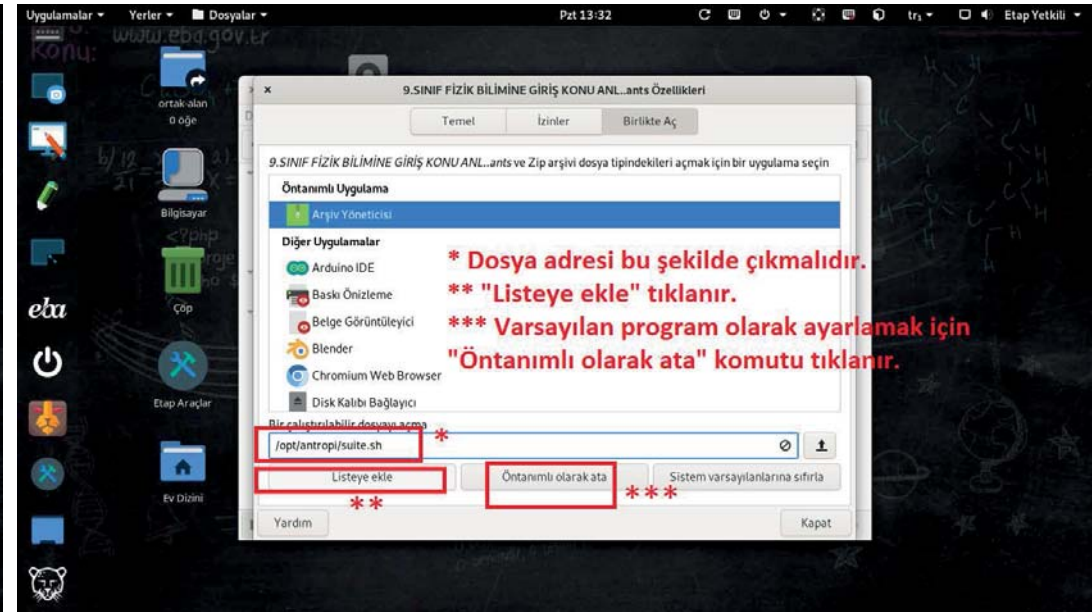 Uygulamalar Yerler Dosyalar Pzt 13:32 tr₁ Etap Yetkili
Konu:
www.eba.gov.tr
ortak-alan
0 öğe
Bilgisayar
<?php
Çöp
eba
Etap Araçlar
Ev Dizini
x 9.SINIF FİZİK BİLİMİNE GİRİŞ KONU ANL..ants Özellikleri
Temel İzinler Birlikte Aç
9.SINIF FİZİK BİLİMİNE GİRİŞ KONU ANL..ants ve Zip arşivi dosya tipindekileri açmak için bir uygulama seçin
Öntanımlı Uygulama
Arşiv Yöneticisi
Diğer Uygulamalar
Arduino IDE
Baskı Önizleme
Belge Görüntüleyici
Blender
Chromium Web Browser
Disk Kalıbı Bağlayıcı
* Dosya adresi bu şekilde çıkmalıdır.
** "Listeye ekle" tıklanır.
*** Varsayılan program olarak ayarlamak için
"Öntanımlı olarak ata" komutu tıklanır.
Bir çalıştırılabilir dosyayı açma
/opt/antropi/suite.sh *
Listeye ekle Öntanımlı olarak ata Sistem varsayılanlarına sıfırla
** ***
Yardım Kapat